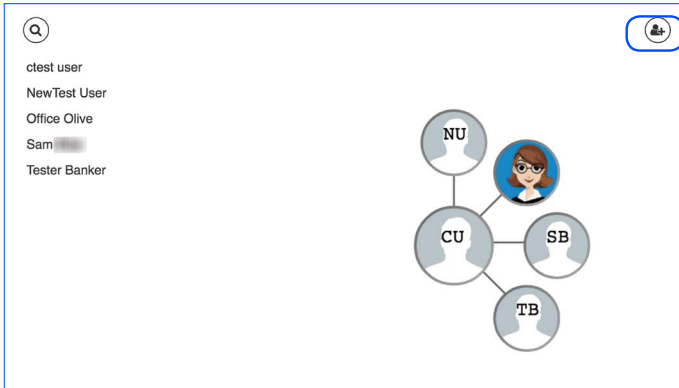 ctest user
NewTest User
Office Olive
Sam
Tester Banker
NU
CU
SB
TB